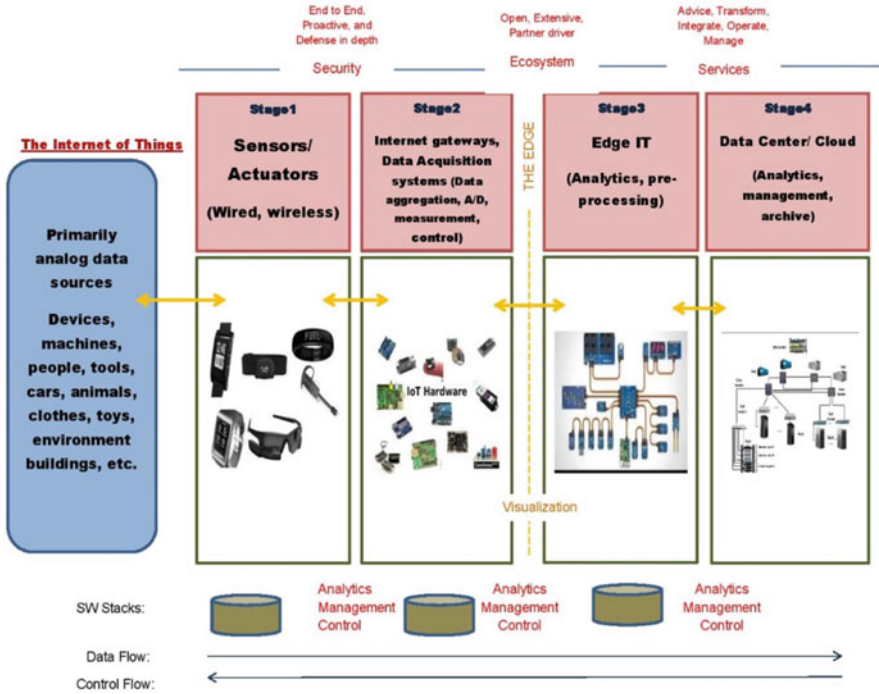 End to End,
Proactive, and
Defense in depth
Security
Open, Extensive,
Partner driver
Ecosystem
Advice, Transform,
Integrate, Operate,
Manage
Services
The Internet of Things
Primarily
analog data
sources
Devices,
machines,
people, tools,
cars, animals,
clothes, toys,
environment
buildings, etc.
Stage1
Sensors/
Actuators
(Wired, wireless)
Stage2
Internet gateways,
Data Acquisition
systems (Data
aggregation, A/D,
measurement,
control)
THE EDGE
Stage3
Edge IT
(Analytics, pre-
processing)
Stage4
Data Center/ Cloud
(Analytics,
management,
archive)
FUEL
IoT Hardware
Visualization
SW Stacks:
Analytics
Management
Control
Analytics
Management
Control
Analytics
Management
Control
Data Flow:
Control Flow: